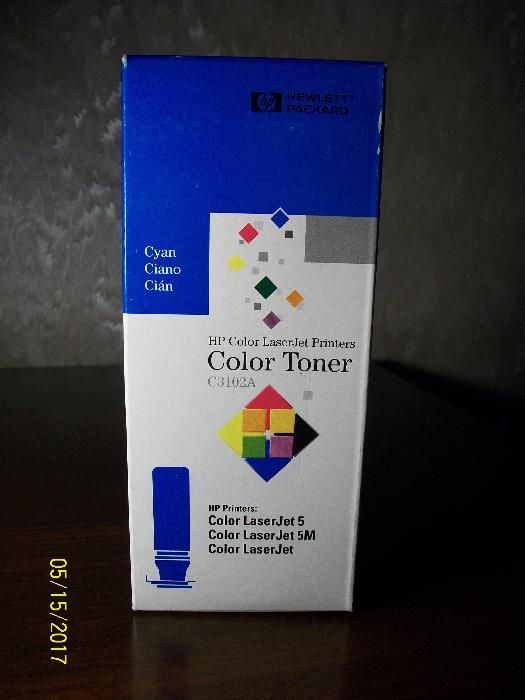 hp HEWLETT
PACKARD
Cyan
Ciano
Cián
HP Color LaserJet Printers
Color Toner
C3102A
HP Printers:
Color LaserJet 5
Color LaserJet 5M
Color LaserJet
05/15/2017